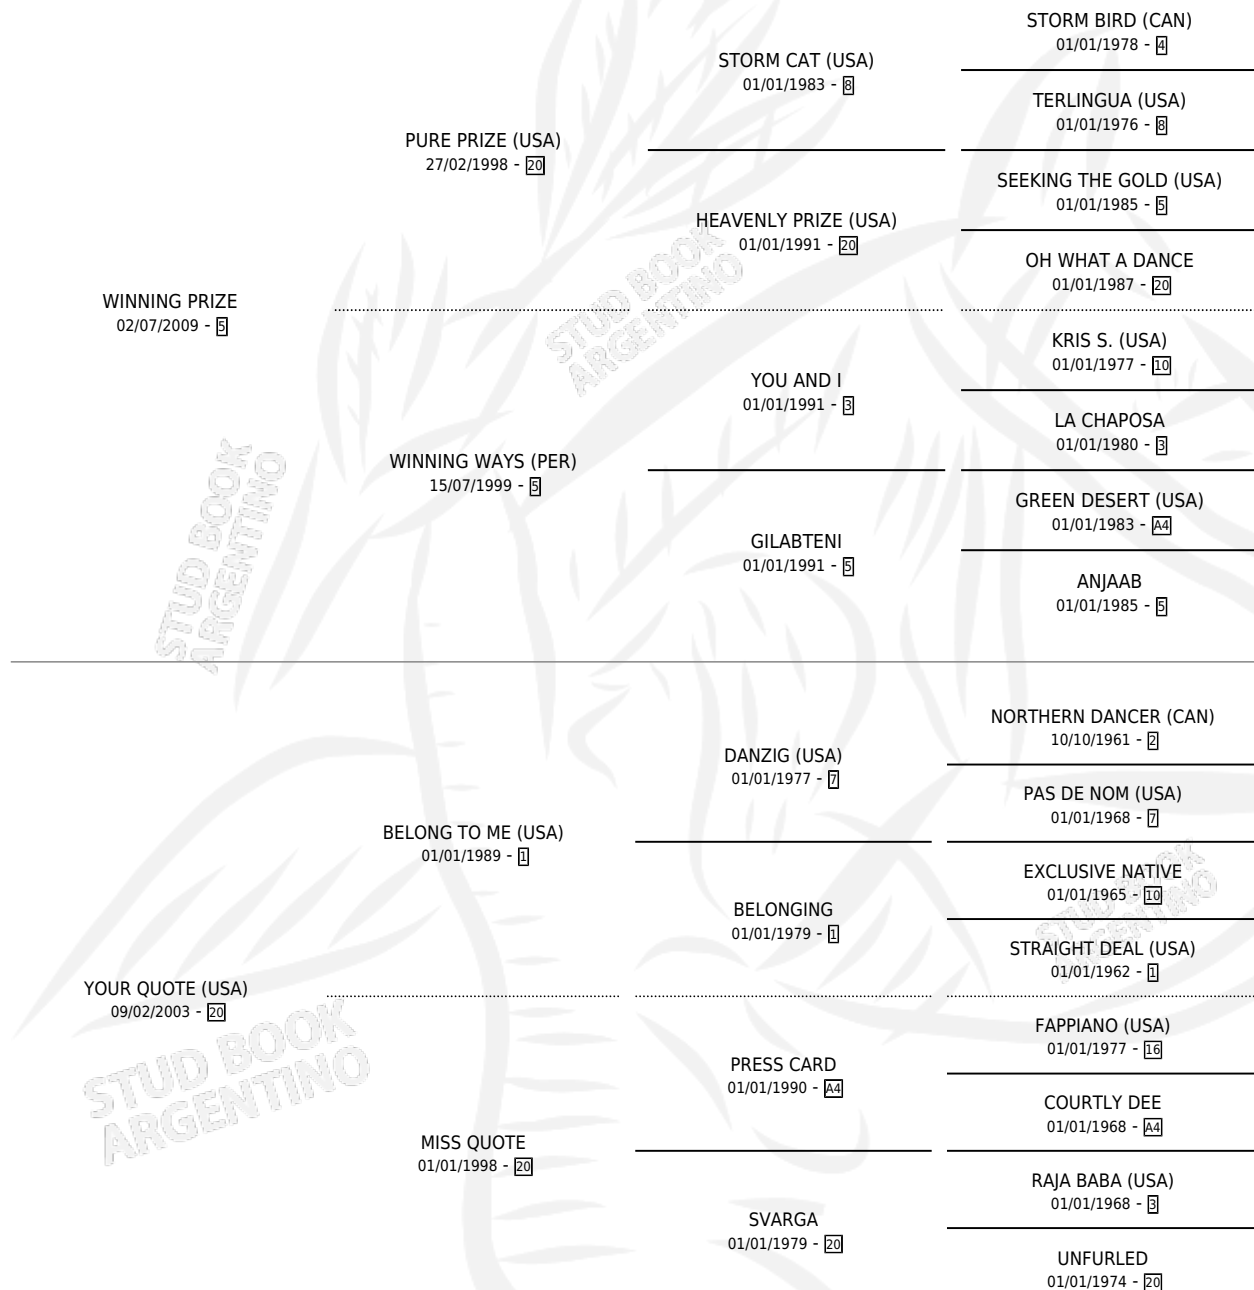 STORM BIRD (CAN)
01/01/1978 - 4
STORM CAT (USA)
01/01/1983 - 8
TERLINGUA (USA)
01/01/1976 - 8
PURE PRIZE (USA)
27/02/1998 - 20
SEEKING THE GOLD (USA)
01/01/1985 - 5
HEAVENLY PRIZE (USA)
01/01/1991 - 20
OH WHAT A DANCE
01/01/1987 - 20
WINNING PRIZE
02/07/2009 - 5
KRIS S. (USA)
01/01/1977 - 10
YOU AND I
01/01/1991 - 3
LA CHAPOSA
01/01/1980 - 3
WINNING WAYS (PER)
15/07/1999 - 5
GREEN DESERT (USA)
01/01/1983 - A4
GILABTENI
01/01/1991 - 5
ANJAAB
01/01/1985 - 5
NORTHERN DANCER (CAN)
10/10/1961 - 2
DANZIG (USA)
01/01/1977 - 7
PAS DE NOM (USA)
01/01/1968 - 7
BELONG TO ME (USA)
01/01/1989 - 1
EXCLUSIVE NATIVE
01/01/1965 - 10
BELONGING
01/01/1979 - 1
STRAIGHT DEAL (USA)
01/01/1962 - 1
YOUR QUOTE (USA)
09/02/2003 - 20
FAPPIANO (USA)
01/01/1977 - 16
PRESS CARD
01/01/1990 - A4
COURTLY DEE
01/01/1968 - A4
MISS QUOTE
01/01/1998 - 20
RAJA BABA (USA)
01/01/1968 - 3
SVARGA
01/01/1979 - 20
UNFURLED
01/01/1974 - 20
STUD BOOK
ARGENTINO
STUD BOOK
ARGENTINO
STUD BOOK
ARGENTINO
STUD BOOK
ARGENTINO